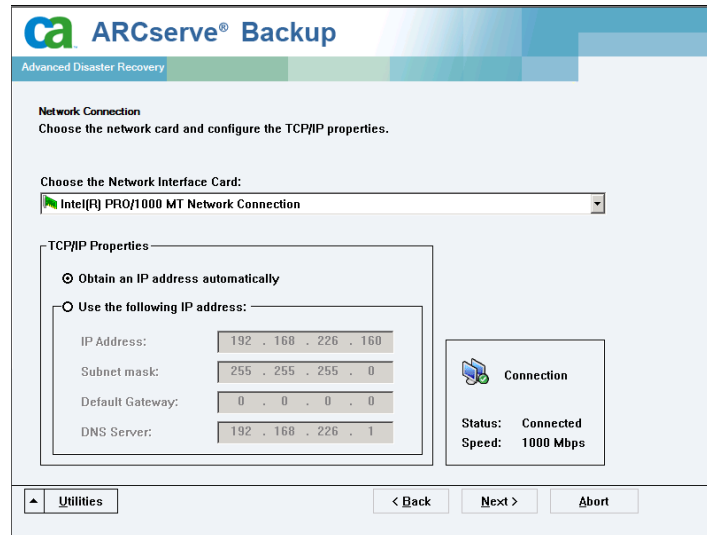 ca ARCserve® Backup
Advanced Disaster Recovery
Network Connection
Choose the network card and configure the TCP/IP properties.
Choose the Network Interface Card:
Intel(R) PRO/1000 MT Network Connection
TCP/IP Properties
Obtain an IP address automatically
Use the following IP address:
IP Address: 192 . 168 . 226 . 160
Subnet mask: 255 . 255 . 255 . 0
Default Gateway: 0 . 0 . 0 . 0
DNS Server: 192 . 168 . 226 . 1
Connection
Status: Connected
Speed: 1000 Mbps
Utilities
< Back
Next >
Abort